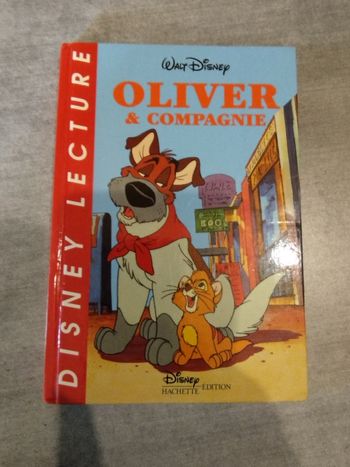 WALT DISNEY
OLIVER
& COMPAGNIE
DISNEY LECTURE
Disney
HACHETTE EDITION